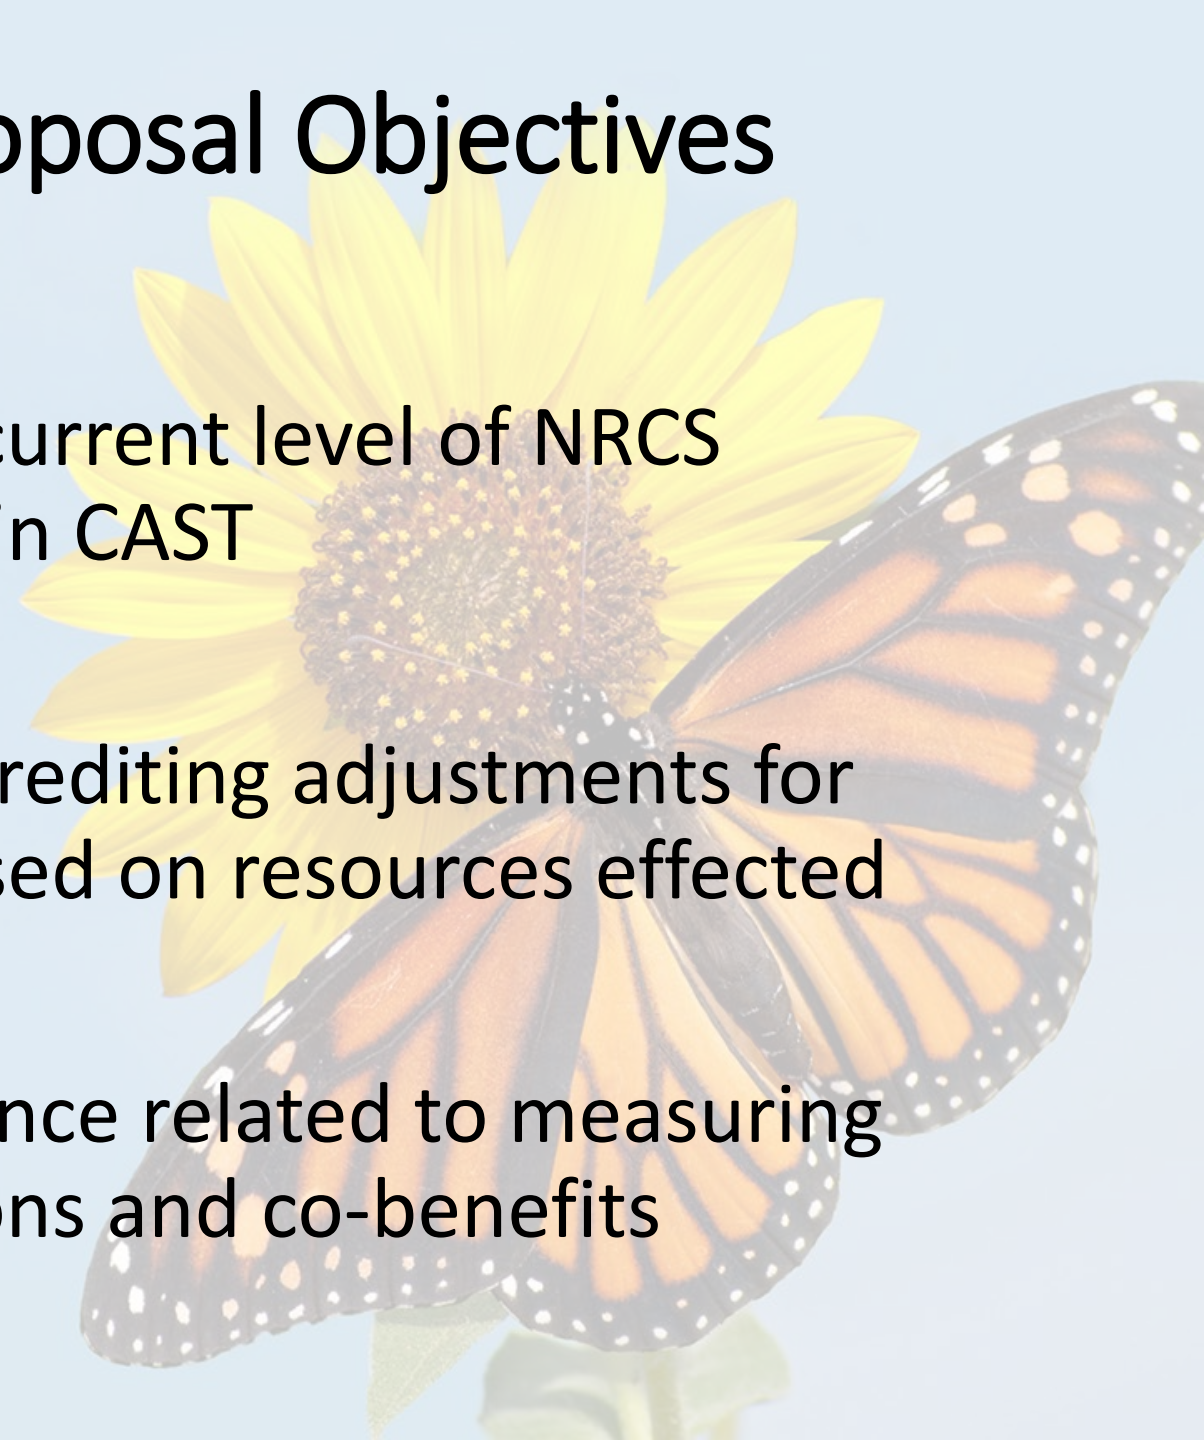 oposal Objectives
current level of NRCS
in CAST
rediting adjustments for
sed on resources effected
nce related to measuring
ons and co-benefits